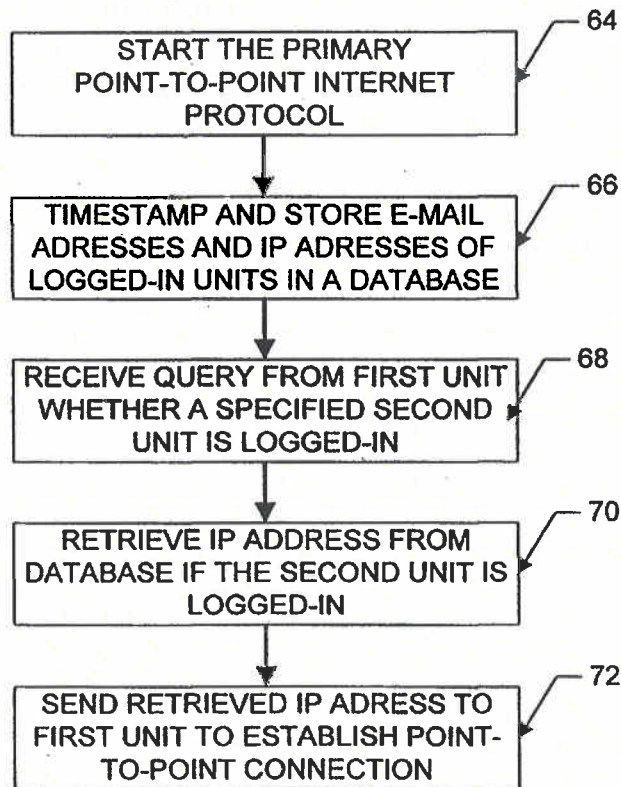 64
START THE PRIMARY
POINT-TO-POINT INTERNET
PROTOCOL
66
TIMESTAMP AND STORE E-MAIL
ADRESSES AND IP ADRESSES OF
LOGGED-IN UNITS IN A DATABASE
68
RECEIVE QUERY FROM FIRST UNIT
WHETHER A SPECIFIED SECOND
UNIT IS LOGGED-IN
70
RETRIEVE IP ADDRESS FROM
DATABASE IF THE SECOND UNIT IS
LOGGED-IN
72
SEND RETRIEVED IP ADRESS TO
FIRST UNIT TO ESTABLISH POINT-
TO-POINT CONNECTION